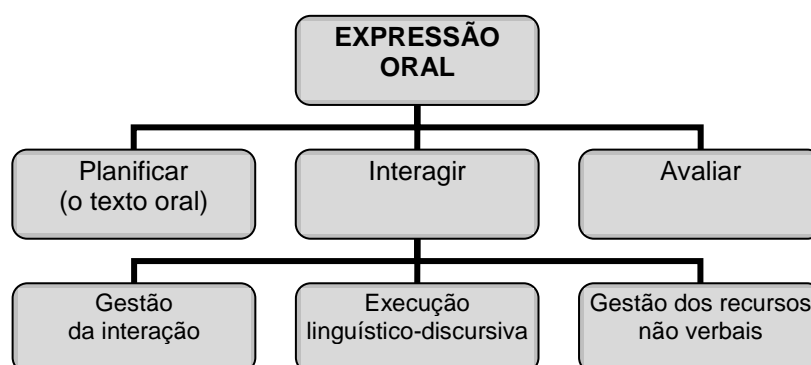 EXPRESSÃO
ORAL
Planificar
(o texto oral)
Interagir
Avaliar
Gestão
da interação
Execução
linguístico-discursiva
Gestão dos recursos
não verbais